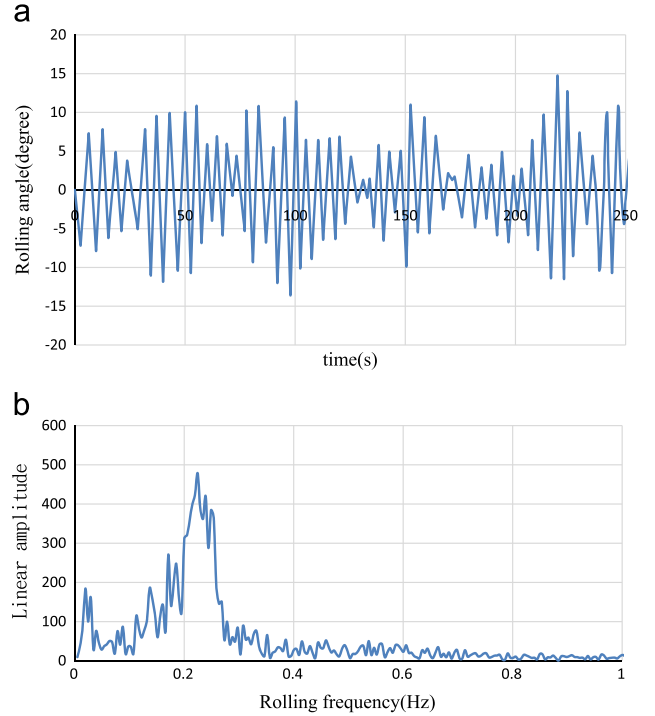 a
20
15
10
5
0
-5
-10
-15
-20
0 50 100 150 200 250
Rolling angle(degree)
time(s)
b
600
500
400
300
200
100
0
0 0.2 0.4 0.6 0.8 1
Linear amplitude
Rolling frequency(Hz)